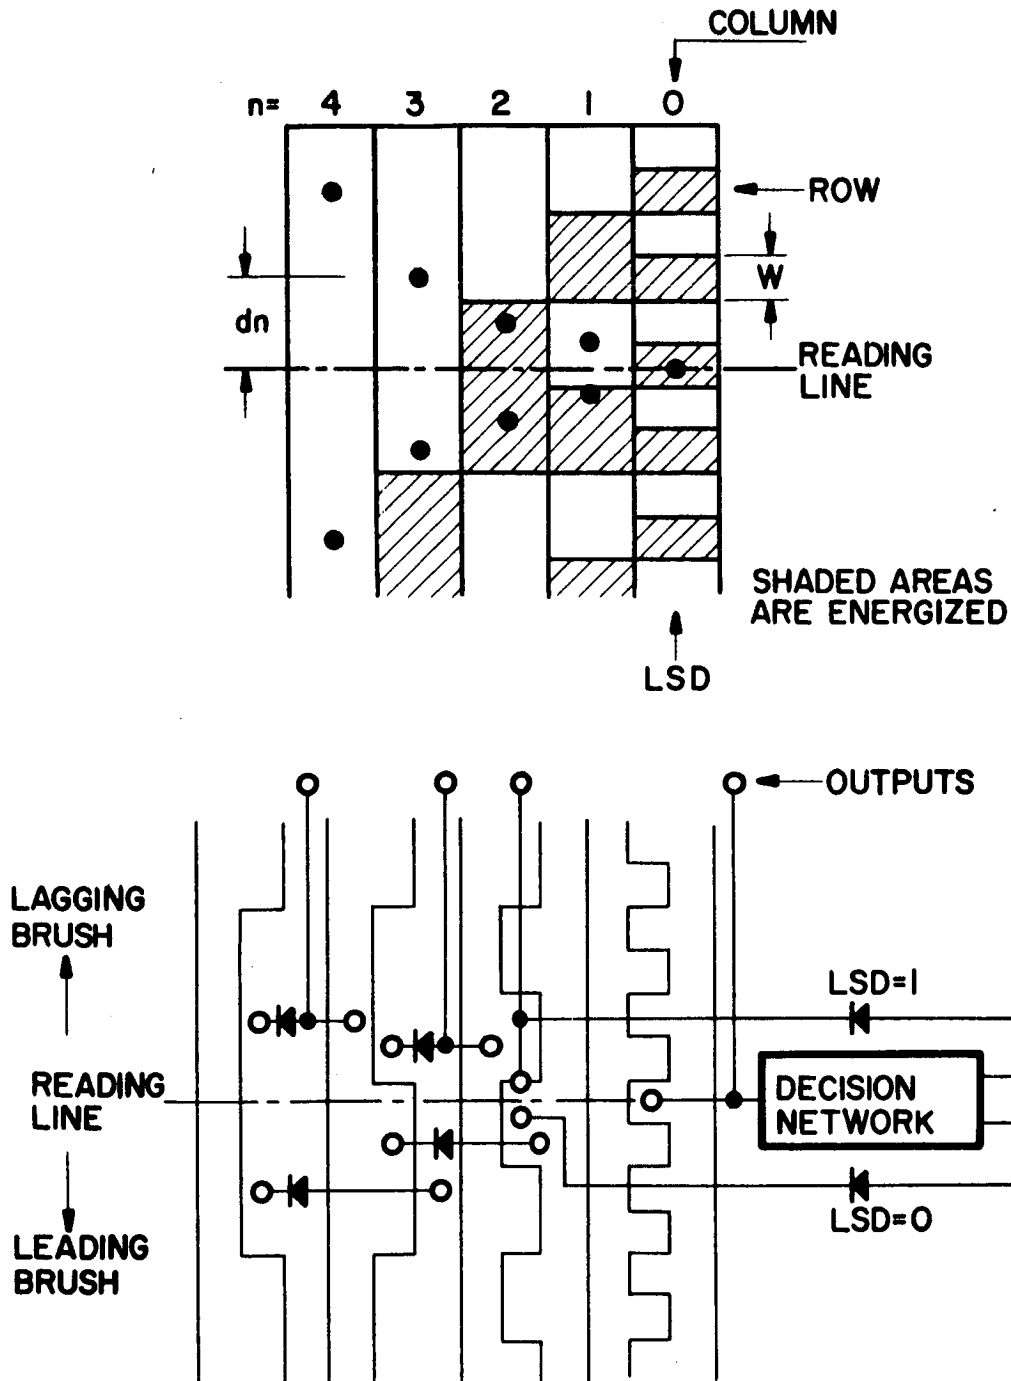 COLUMN
n= 4 3 2 1 0
ROW
W
dn
READING
LINE
SHADED AREAS
ARE ENERGIZED
LSD
OUTPUTS
LAGGING
BRUSH
LSD=1
READING
LINE
DECISION
NETWORK
LSD=0
LEADING
BRUSH